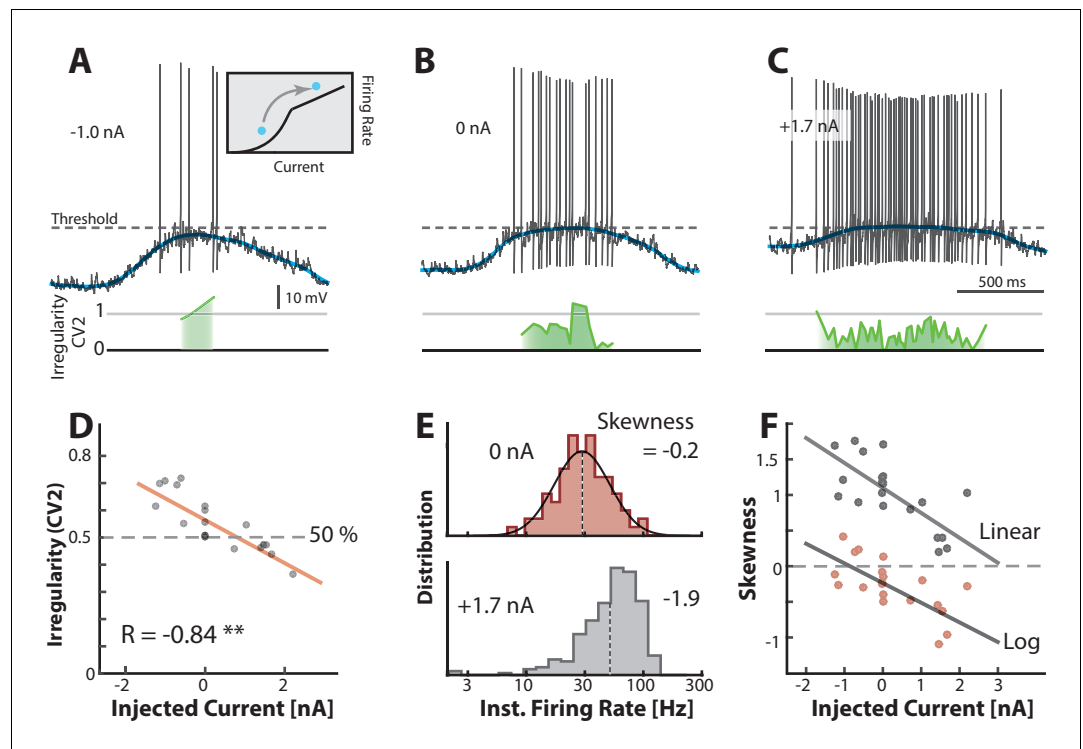 A
-1.0 nA
Firing Rate
Current
Threshold
10 mV
Irregularity
CV2
1
0
B
0 nA
C
+1.7 nA
500 ms
D
Irregularity (CV2)
0.8
0.5
0
50 %
R = -0.84 **
-2 0 2
Injected Current [nA]
E
Distribution
0 nA
Skewness
= -0.2
+1.7 nA
-1.9
3 10 30 100 300
Inst. Firing Rate [Hz]
F
Skewness
1.5
1
0
-1
Linear
Log
-2 -1 0 1 2 3
Injected Current [nA]